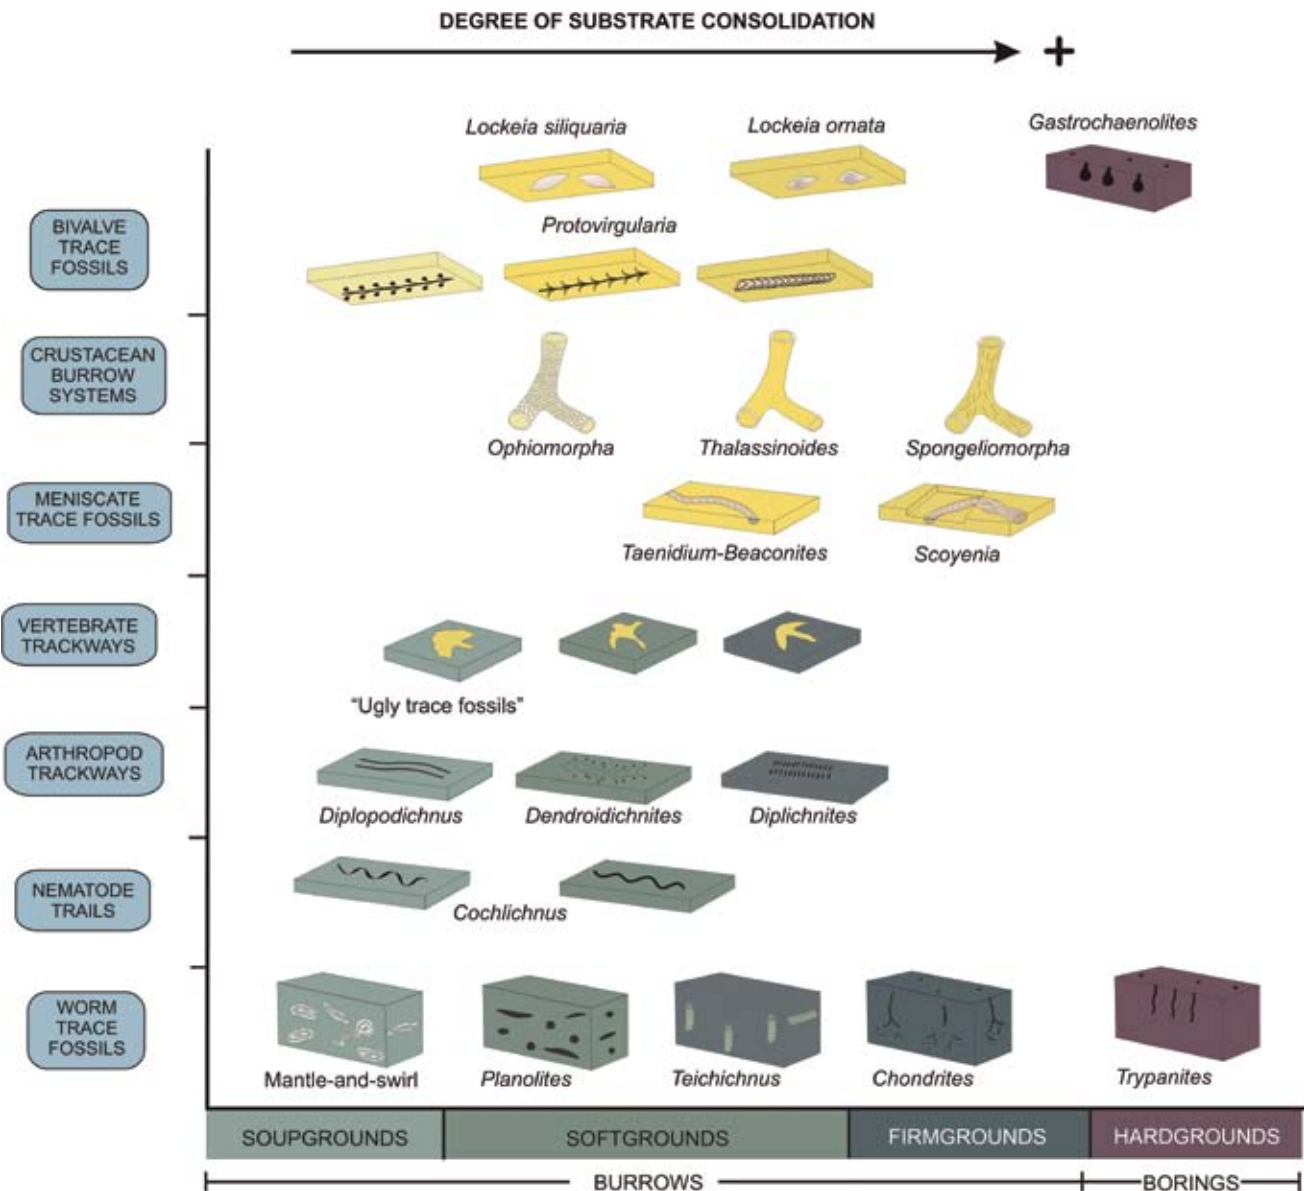 DEGREE OF SUBSTRATE CONSOLIDATION
+
Lockeia siliquaria
Lockeia ornata
Gastrochaenolites
BIVALVE
TRACE
FOSSILS
Protovirgularia
CRUSTACEAN
BURROW
SYSTEMS
Ophiomorpha
Thalassinoides
Spongeliomorpha
MENISCATE
TRACE FOSSILS
Taenidium-Beaconites
Scoyenia
VERTEBRATE
TRACKWAYS
“Ugly trace fossils”
ARTHROPOD
TRACKWAYS
Diplopodichnus
Dendroidichnites
Diplichnites
NEMATODE
TRAILS
Cochlichnus
WORM
TRACE
FOSSILS
Mantle-and-swirl
Planolites
Teichichnus
Chondrites
Trypanites
SOUPGROUNDS
SOFTGROUNDS
FIRMGROUNDS
HARDGROUNDS
BURROWS
BORINGS